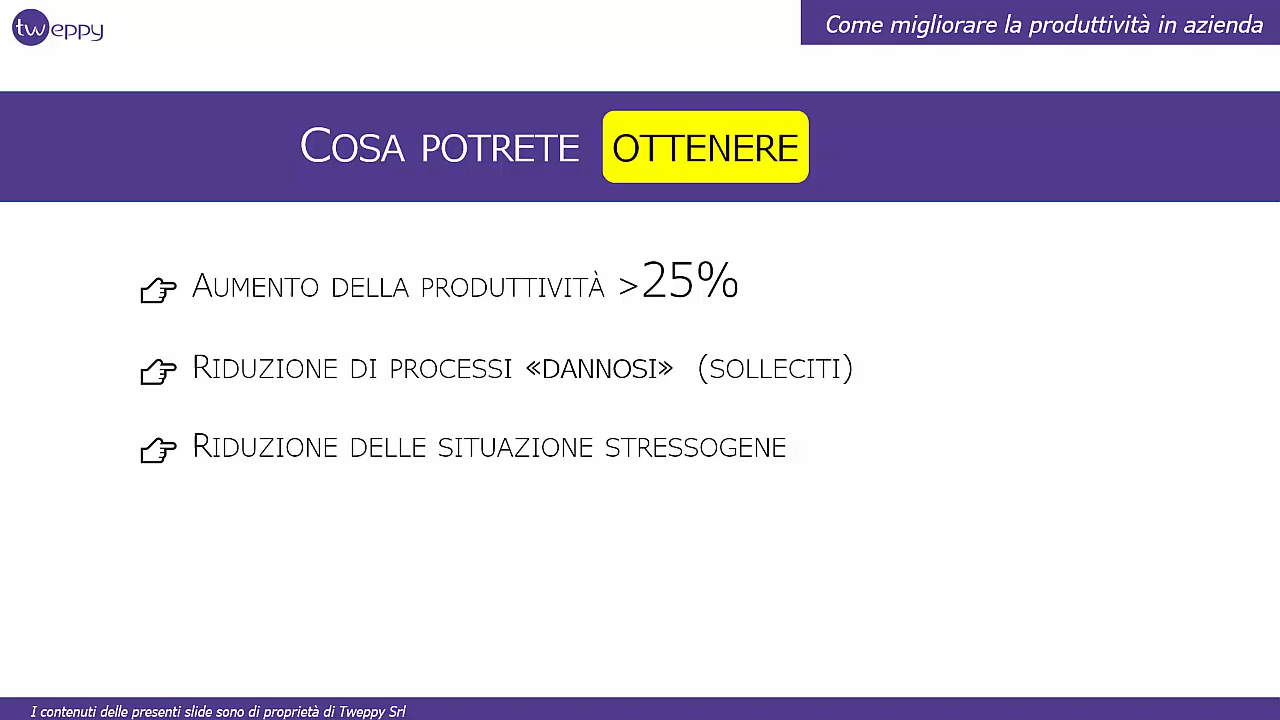 tweppy
Come migliorare la produttività in azienda
Cosa potrete ottenere
Aumento della produttività >25%
Riduzione di processi «dannosi» (solleciti)
Riduzione delle situazione stressogene
I contenuti delle presenti slide sono di proprietà di Tweppy Srl